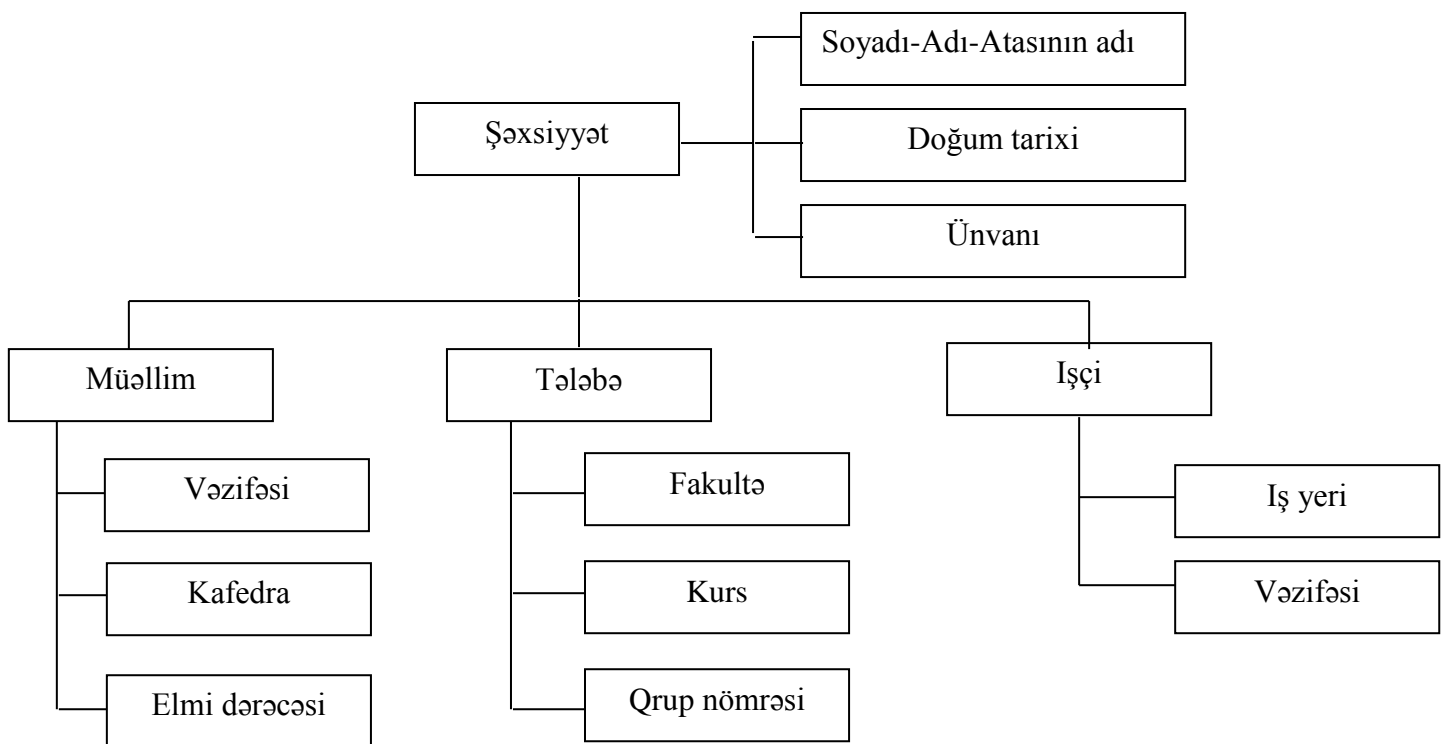 Soyadı-Adı-Atasının adı
Şəxsiyyət
Doğum tarixi
Ünvanı
Müəllim
Tələbə
Işçi
Vəzifəsi
Fakultə
Iş yeri
Kafedra
Kurs
Vəzifəsi
Elmi dərəcəsi
Qrup nömrəsi